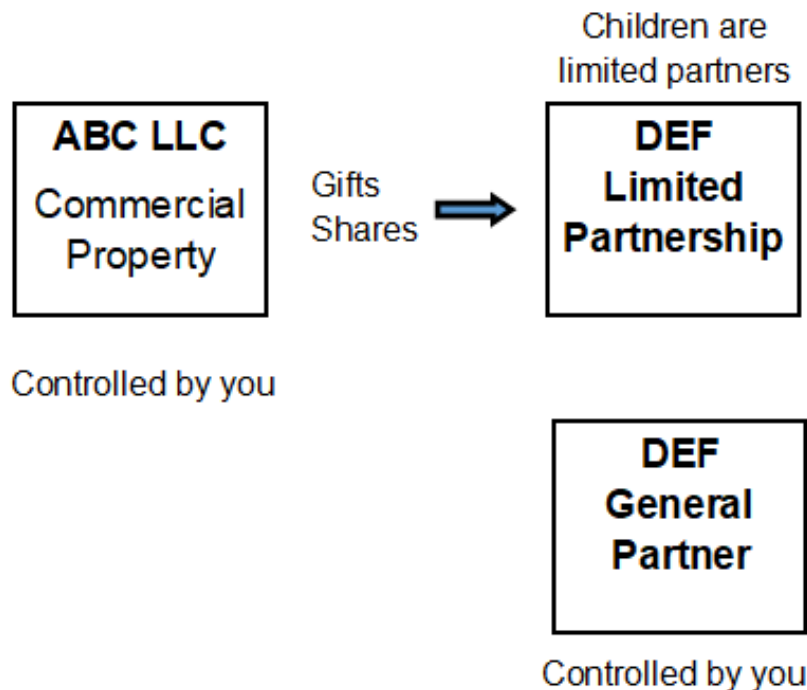 Children are
limited partners
ABC LLC
Commercial
Property
Gifts
Shares
DEF
Limited
Partnership
Controlled by you
DEF
General
Partner
Controlled by you